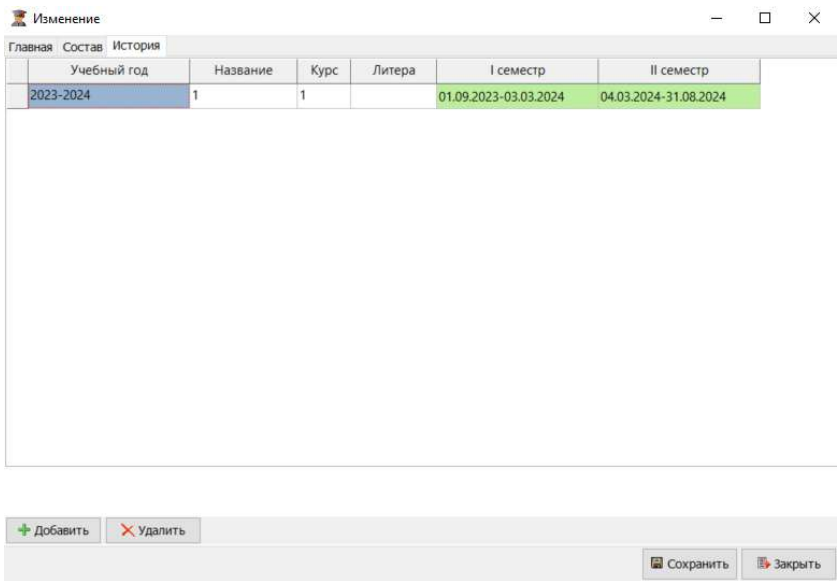 Изменение
Главная Состав История
Учебный год Название Курс Литера I семестр II семестр
2023-2024 1 1 01.09.2023-03.03.2024 04.03.2024-31.08.2024
Добавить Удалить
Сохранить Закрыть